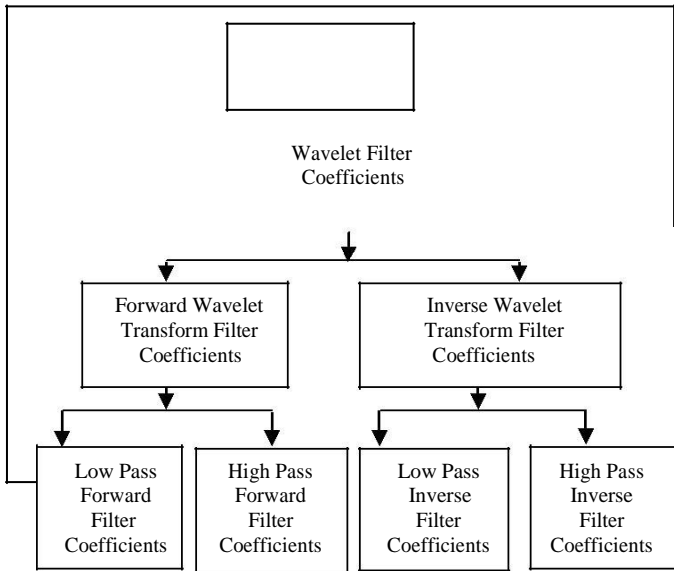 Wavelet Filter
Coefficients
Forward Wavelet
Transform Filter
Coefficients
Inverse Wavelet
Transform Filter
Coefficients
Low Pass
Forward
Filter
Coefficients
High Pass
Forward
Filter
Coefficients
Low Pass
Inverse
Filter
Coefficients
High Pass
Inverse
Filter
Coefficients